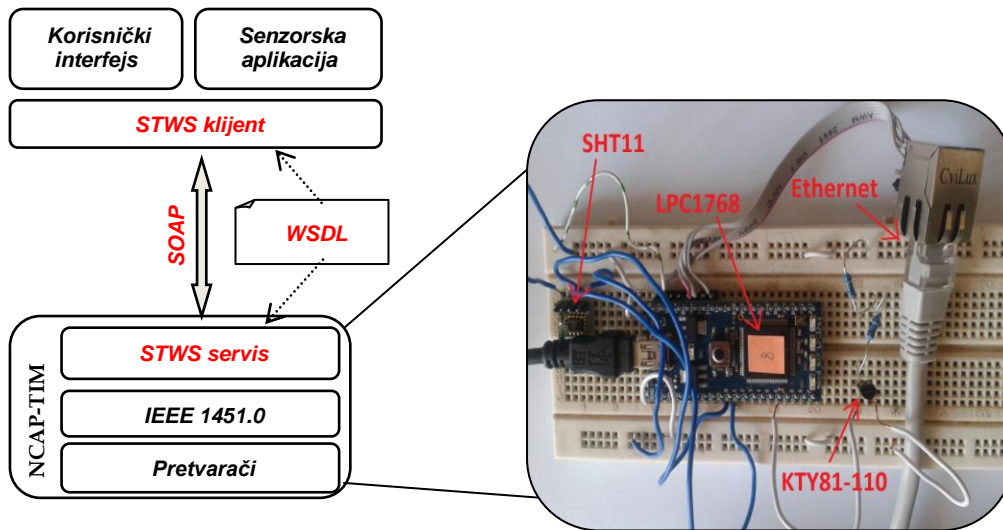 Korisnički
interfejs
Senzorska
aplikacija
STWS klijent
SOAP
WSDL
NCAP-TIM
STWS servis
IEEE 1451.0
Pretvarači
SHT11
LPC1768
Ethernet
CviLux
KTY81-110